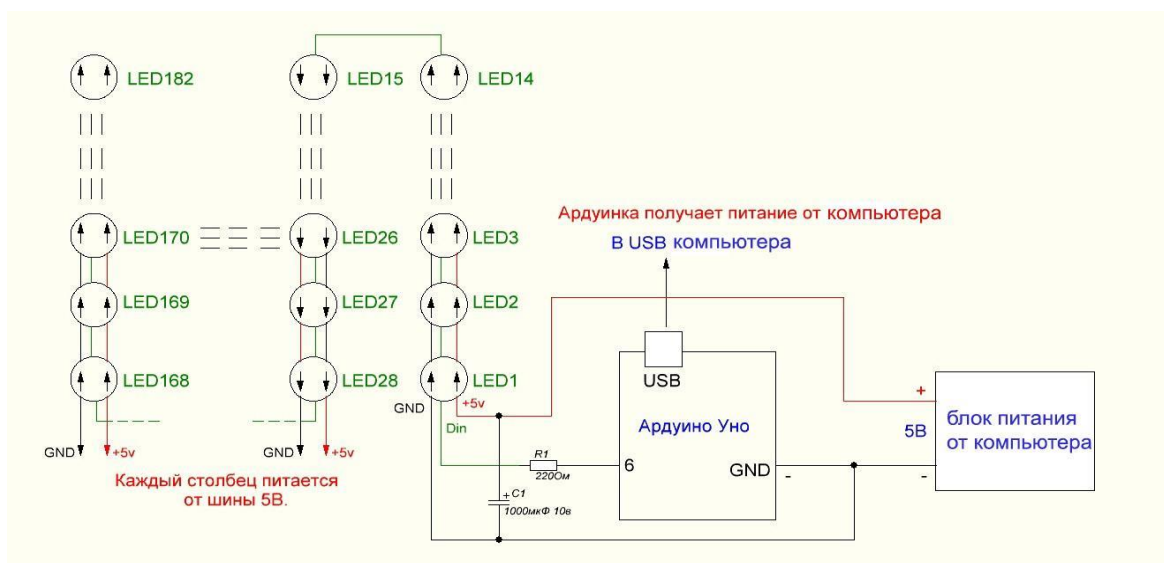 LED182
LED15
LED14
LED170
LED26
LED3
Ардуинка получает питание от компьютера
В USB компьютера
LED169
LED27
LED2
LED168
LED28
LED1
USB
GND
+5v
Din
Ардуино Уно
+
5В
блок питания
от компьютера
GND
+5v
GND
+5v
R1
220Ом
6
GND
-
-
Каждый столбец питается
от шины 5В.
+
C1
1000мкФ 10в